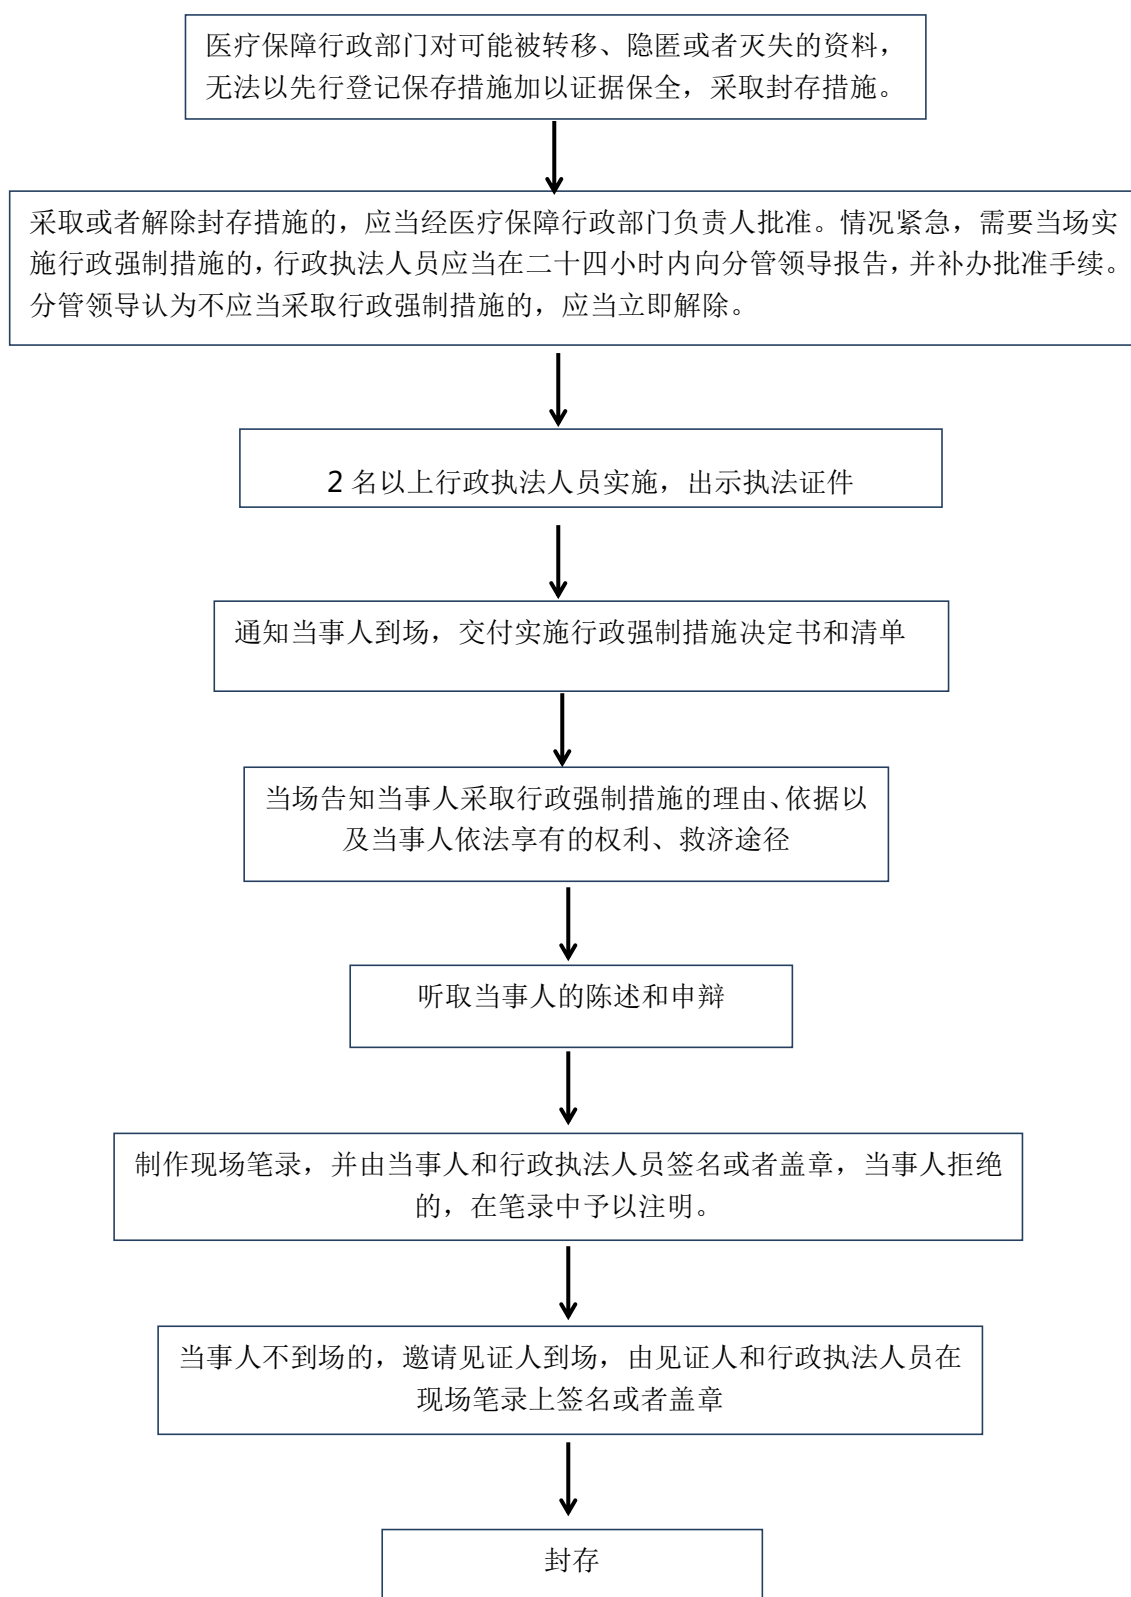 医疗保障行政部门对可能被转移、隐匿或者灭失的资料，
无法以先行登记保存措施加以证据保全，采取封存措施。
采取或者解除封存措施的，应当经医疗保障行政部门负责人批准。情况紧急，需要当场实
施行政强制措施的，行政执法人员应当在二十四小时内向分管领导报告，并补办批准手续。
分管领导认为不应当采取行政强制措施的，应当立即解除。
2 名以上行政执法人员实施，出示执法证件
通知当事人到场，交付实施行政强制措施决定书和清单
当场告知当事人采取行政强制措施的理由、依据以
及当事人依法享有的权利、救济途径
听取当事人的陈述和申辩
制作现场笔录，并由当事人和行政执法人员签名或者盖章，当事人拒绝
的，在笔录中予以注明。
当事人不到场的，邀请见证人到场，由见证人和行政执法人员在
现场笔录上签名或者盖章
封存